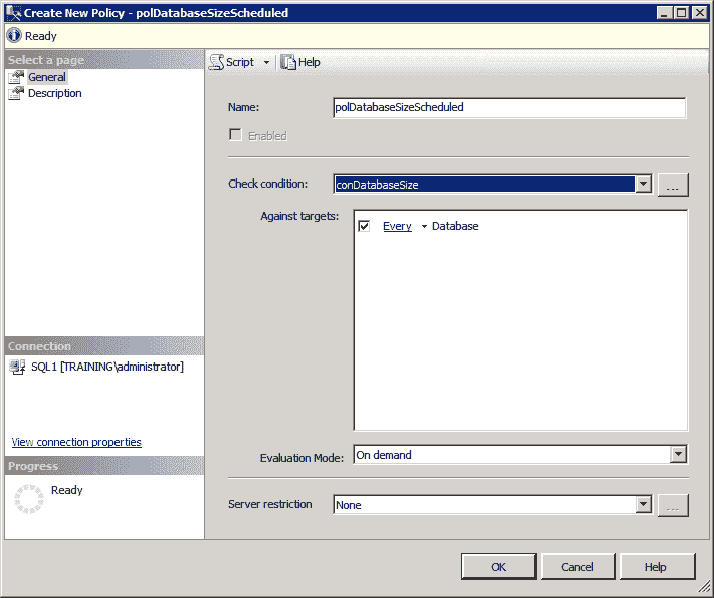 Create New Policy - polDatabaseSizeScheduled
Ready
Select a page
General
Description
Script
Help
Name:
polDatabaseSizeScheduled
Enabled
Check condition:
conDatabaseSize
...
Against targets:
Every
Database
Evaluation Mode:
On demand
Server restriction
None
...
Connection
SQL1 [TRAINING\administrator]
View connection properties
Progress
Ready
OK
Cancel
Help